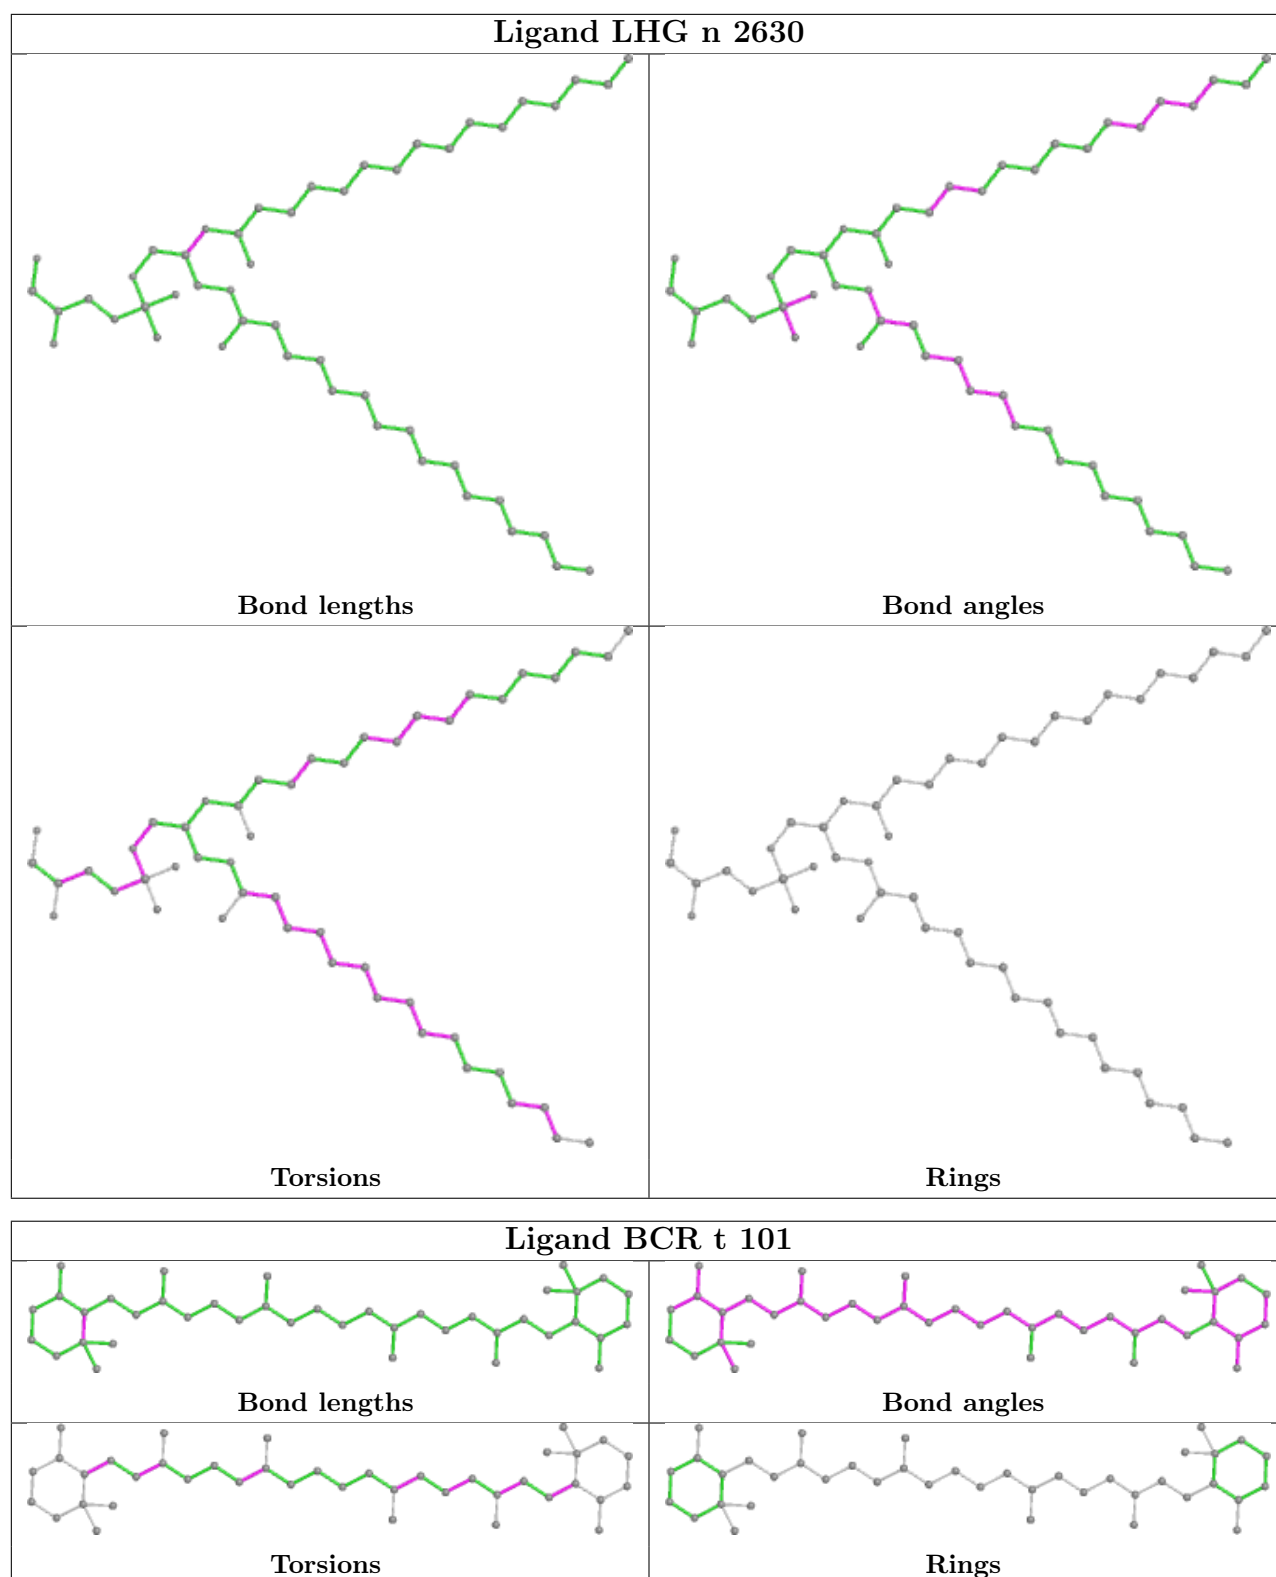 Ligand LHG n 2630
Bond lengths
Bond angles
Torsions
Rings
Ligand BCR t 101
Bond lengths
Bond angles
Torsions
Rings